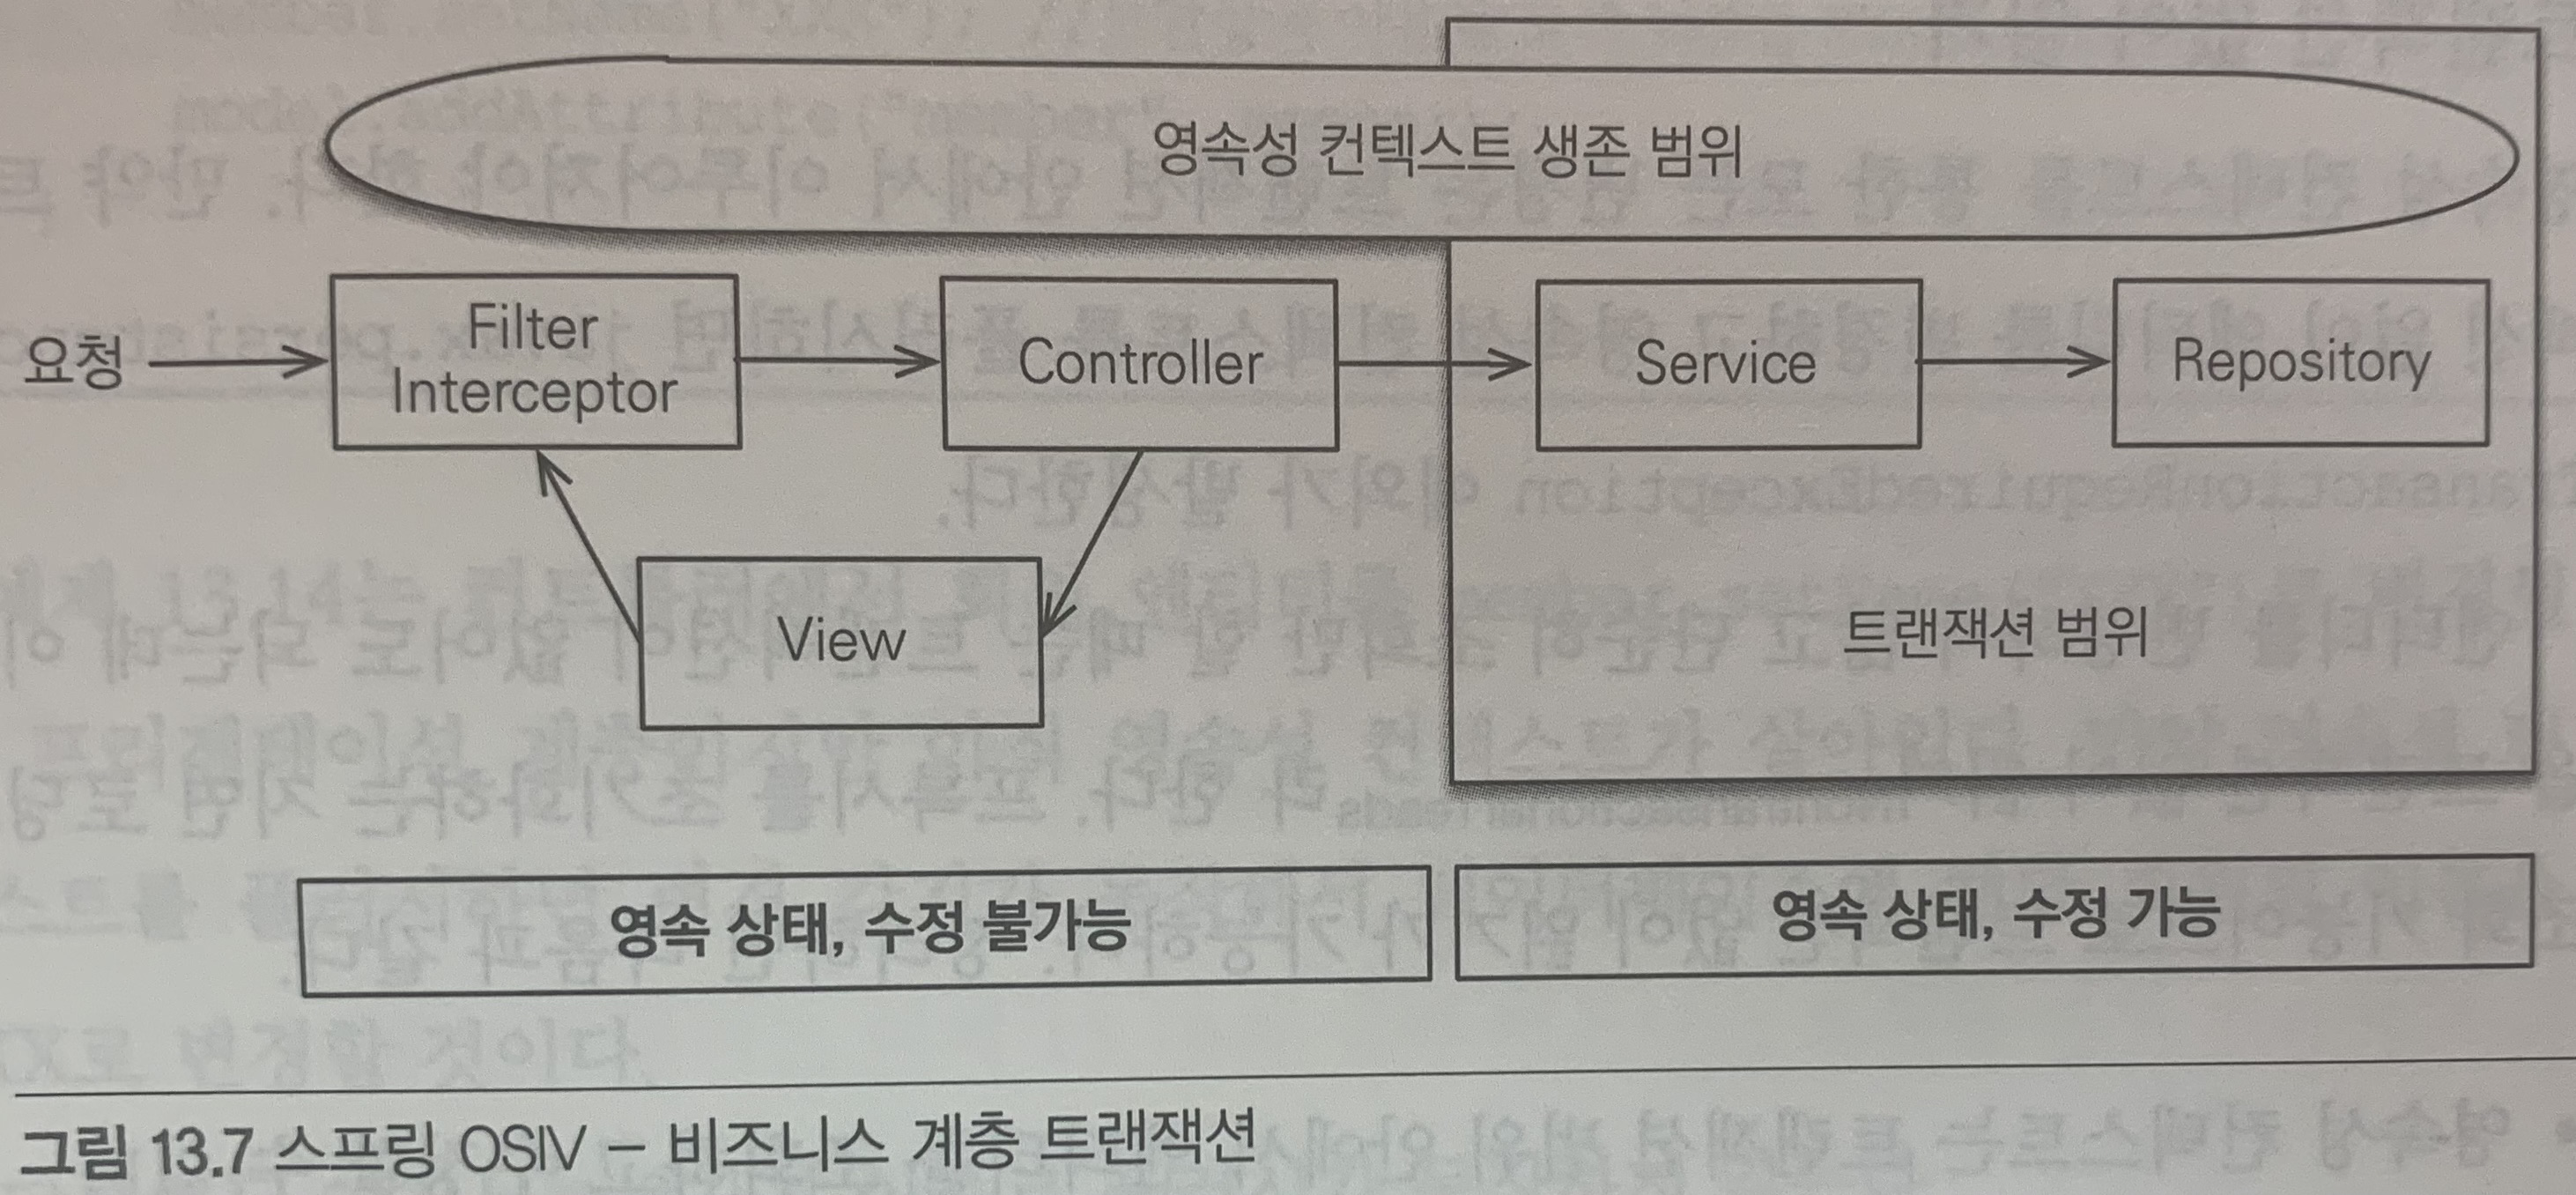 영속성 컨텍스트 생존 범위
요청
Filter
Interceptor
Controller
Service
Repository
View
트랜잭션 범위
영속 상태, 수정 불가능
영속 상태, 수정 가능
그림 13.7 스프링 OSIV – 비즈니스 계층 트랜잭션